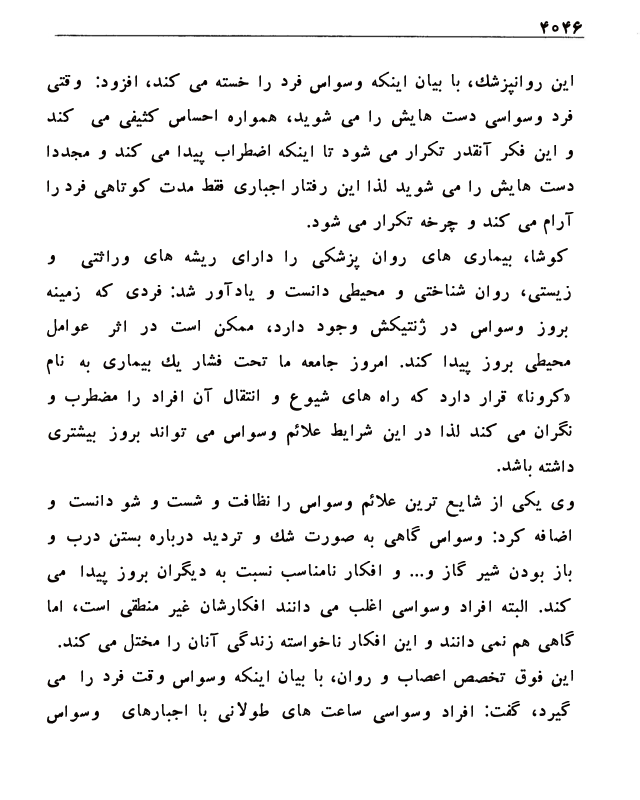 ۴۰۴۶
این روانپزشك، با بیان اینکه وسواس فرد را خسته می کند، افزود: وقتی
فرد وسواسی دست هایش را می شوید، همواره احساس کثیفی می کند
و این فکر آنقدر تکرار می شود تا اینکه اضطراب پیدا می کند و مجددا
دست هایش را می شوید لذا این رفتار اجباری فقط مدت کوتاهی فرد را
آرام می کند و چرخه تکرار می شود.
کوشا، بیماری های روان پزشکی را دارای ریشه های وراثتی و
زیستی، روان شناختی و محیطی دانست و یادآور شد: فردی که زمینه
بروز وسواس در ژنتیکش وجود دارد، ممکن است در اثر عوامل
محیطی بروز پیدا کند. امروز جامعه ما تحت فشار یك بیماری به نام
«کرونا» قرار دارد که راه های شیوع و انتقال آن افراد را مضطرب و
نگران می کند لذا در این شرایط علائم وسواس می تواند بروز بیشتری
داشته باشد.
وی یکی از شایع ترین علائم وسواس را نظافت و شست و شو دانست و
اضافه کرد: وسواس گاهی به صورت شك و تردید درباره بستن درب و
باز بودن شیر گاز و... و افکار نامناسب نسبت به دیگران بروز پیدا می
کند. البته افراد وسواسی اغلب می دانند افکارشان غیر منطقی است، اما
گاهی هم نمی دانند و این افکار ناخواسته زندگی آنان را مختل می کند.
این فوق تخصص اعصاب و روان، با بیان اینکه وسواس وقت فرد را می
گیرد، گفت: افراد وسواسی ساعت های طولانی با اجبارهای وسواس